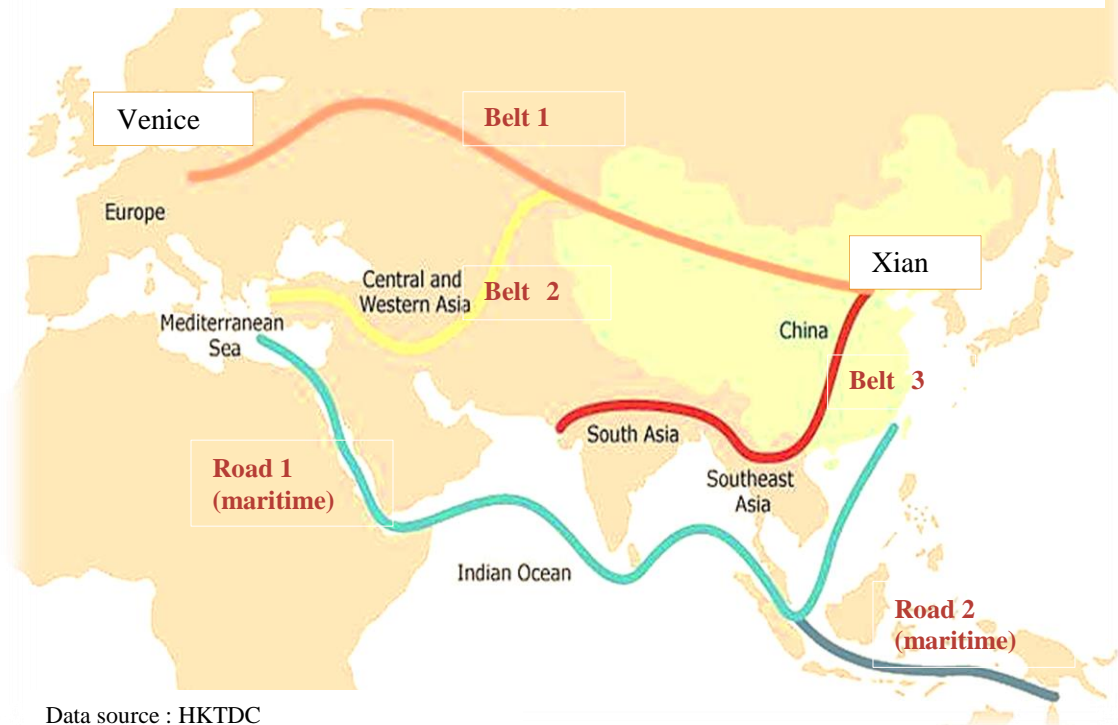 Venice
Belt 1
Europe
Xian
Central and
Western Asia
Belt 2
Mediterranean
Sea
China
Belt 3
South Asia
Road 1
(maritime)
Southeast
Asia
Indian Ocean
Road 2
(maritime)
Data source : HKTDC